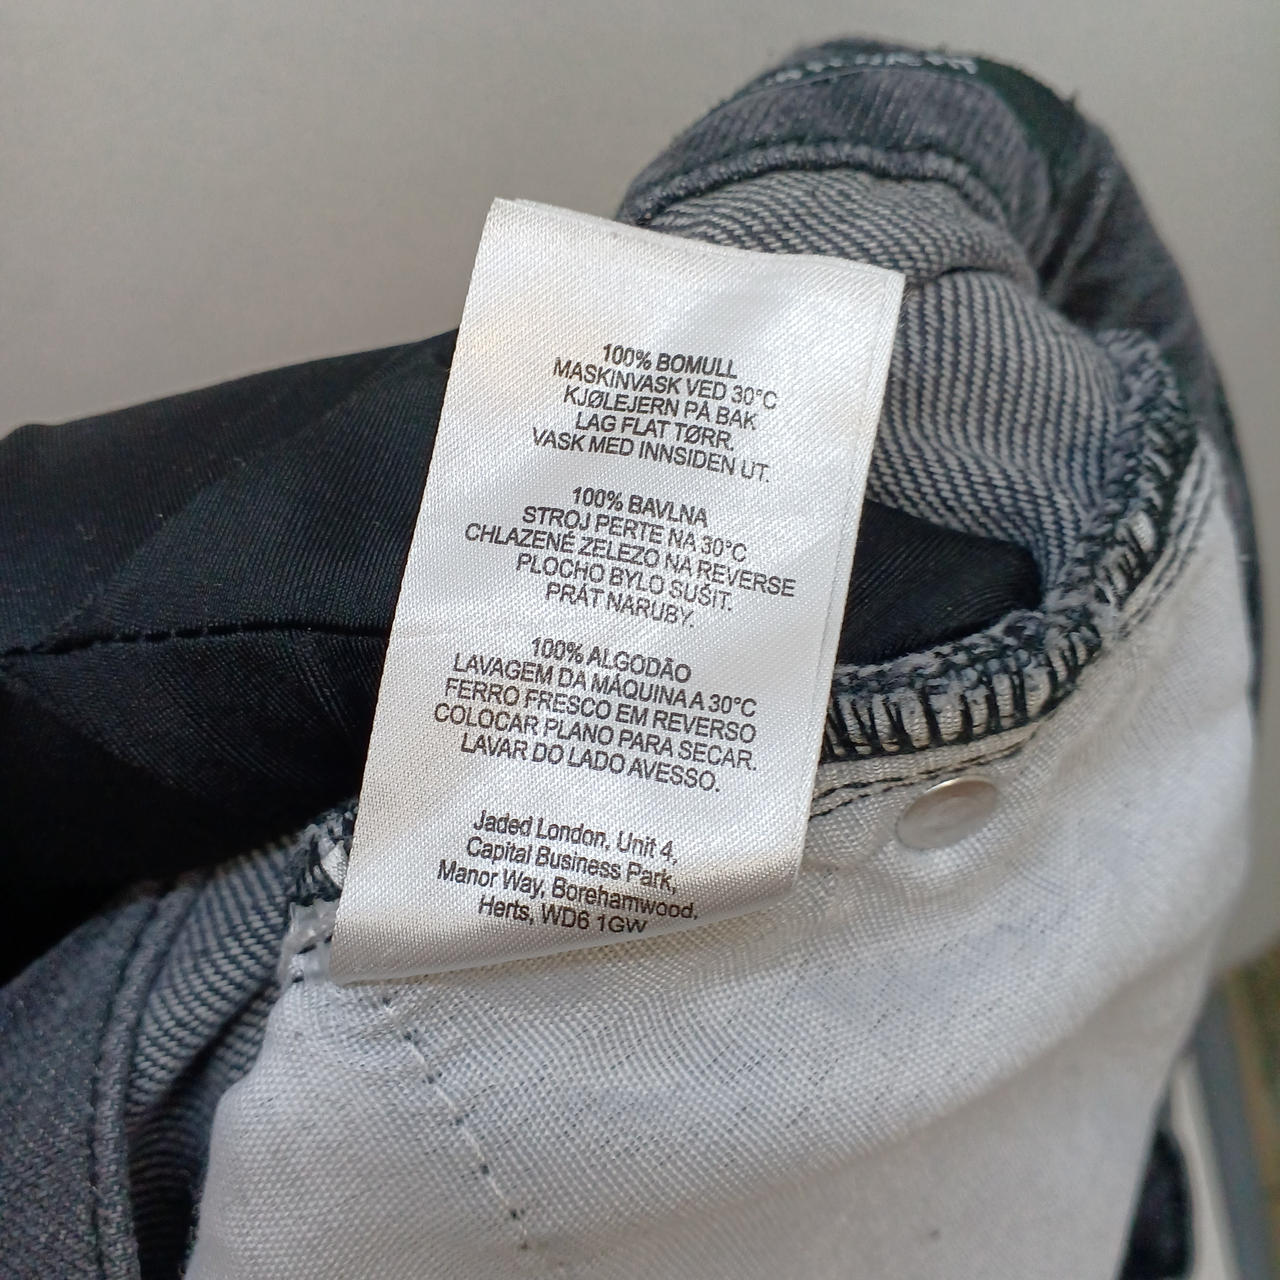 100% BOMULL
MASKINVASK VED 30°C
KJØLEJERN PÅ BAK
LAG FLAT TØRR.
VASK MED INNSIDEN UT.
100% BAVLNA
STROJ PERTE NA 30°C
CHLAZENÉ ŽELEZO NA REVERSE
PLOCHO BYLO SUŠIT.
PRÁT NARUBY.
100% ALGODÃO
LAVAGEM DA MÁQUINA A 30°C
FERRO FRESCO EM REVERSO
COLOCAR PLANO PARA SECAR.
LAVAR DO LADO AVESSO.
Jaded London, Unit 4,
Capital Business Park,
Manor Way, Borehamwood,
Herts, WD6 1GW